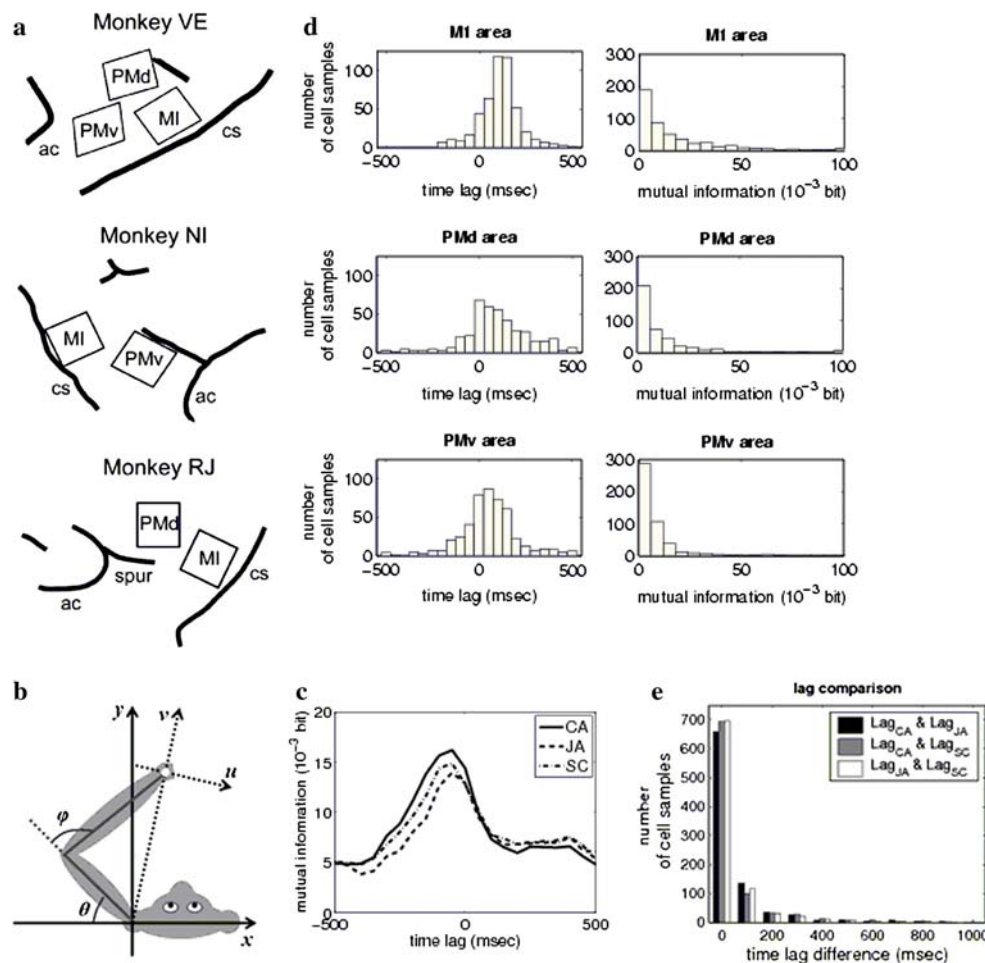 a
Monkey VE
PMd
PMv
MI
ac
cs
Monkey NI
MI
PMv
cs
ac
Monkey RJ
PMd
MI
spur
ac
cs
d
M1 area
number
of cell samples
100
50
0
−500 0 500
time lag (msec)
M1 area
300
200
100
0
0 50 100
mutual information (10⁻³ bit)
PMd area
number
of cell samples
100
50
0
−500 0 500
time lag (msec)
PMd area
300
200
100
0
0 50 100
mutual information (10⁻³ bit)
PMv area
number
of cell samples
100
50
0
−500 0 500
time lag (msec)
PMv area
300
200
100
0
0 50 100
mutual information (10⁻³ bit)
b
y
v
u
φ
θ
x
c
mutual infomiation (10⁻³ bit)
20
15
10
5
0
-500 0 500
time lag (msec)
CA
JA
SC
e
lag comparison
number
of cell samples
700
600
500
400
300
200
100
0
0 200 400 600 800 1000
time lag difference (msec)
Lag_CA & Lag_JA
Lag_CA & Lag_SC
Lag_JA & Lag_SC